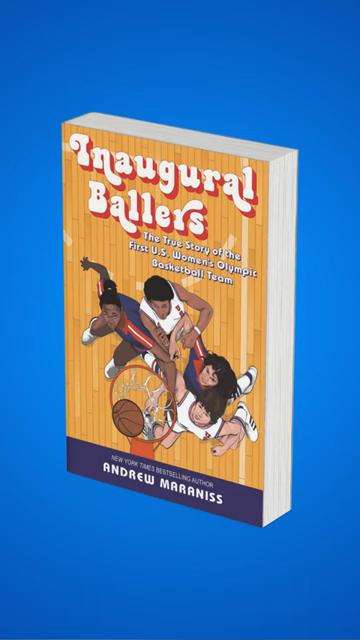 Inaugural
Ballers
The True Story of the
First U.S. Women's Olympic
Basketball Team
NEW YORK TIMES BESTSELLING AUTHOR
ANDREW MARANISS